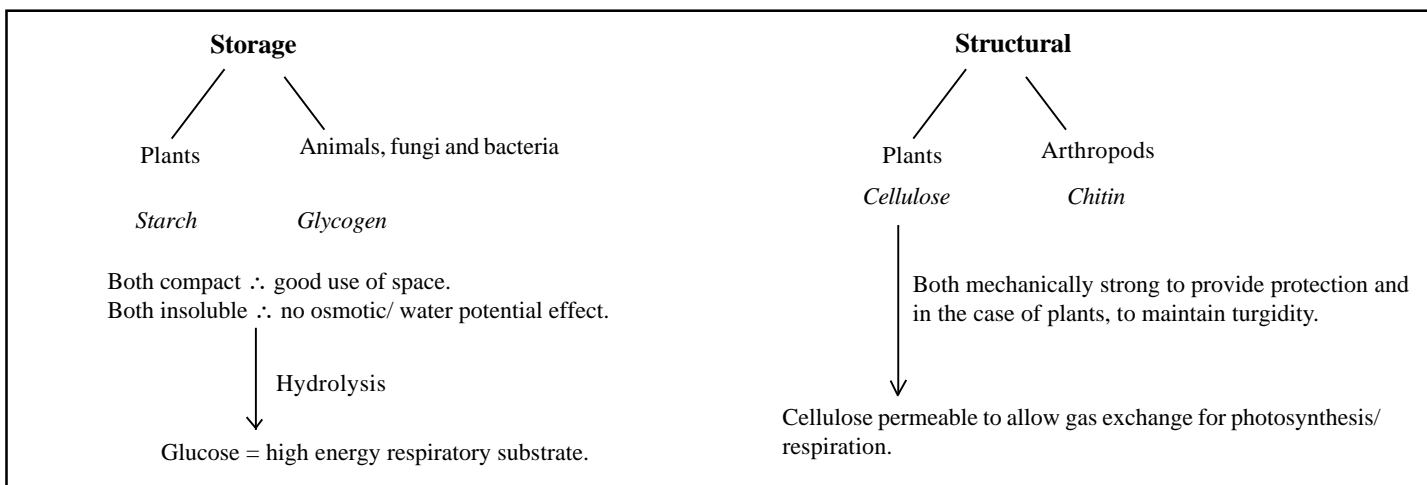 Storage
Plants
Animals, fungi and bacteria
Starch
Glycogen
Both compact ∴ good use of space.
Both insoluble ∴ no osmotic/ water potential effect.
Hydrolysis
Glucose = high energy respiratory substrate.
Structural
Plants
Arthropods
Cellulose
Chitin
Both mechanically strong to provide protection and
in the case of plants, to maintain turgidity.
Cellulose permeable to allow gas exchange for photosynthesis/
respiration.